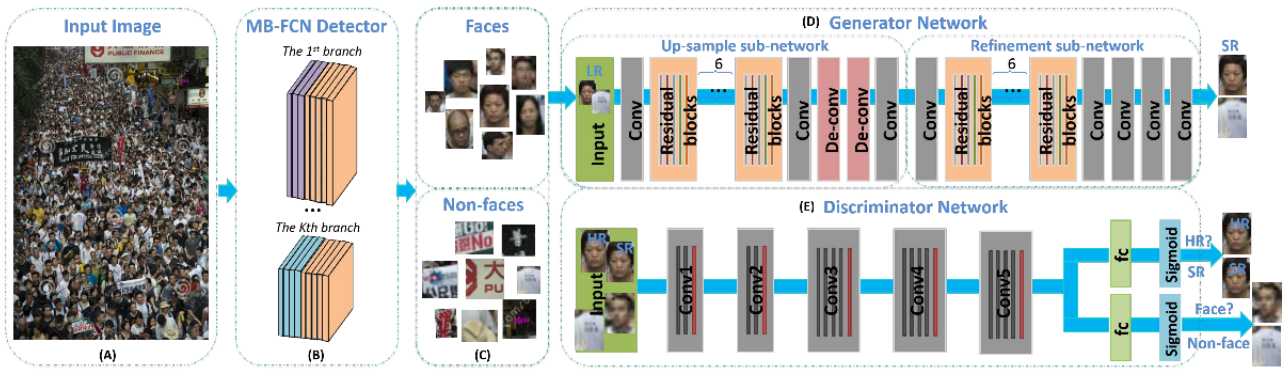 Input Image
PUBLIC FINANCE
(A)
MB-FCN Detector
The 1st branch
...
The Kth branch
(B)
Faces
Non-faces
No
大
PUBL
(C)
(D) Generator Network
Up-sample sub-network
Refinement sub-network
LR
Input
Conv
Residual blocks
6
...
Residual blocks
Conv
De-conv
De-conv
Conv
Residual blocks
6
...
Residual blocks
Conv
Conv
Conv
Conv
SR
(E) Discriminator Network
HR
SR
Input
Conv1
Conv2
Conv3
Conv4
Conv5
fc
Sigmoid
HR?
SR
HR
SR
fc
Sigmoid
Face?
Non-face